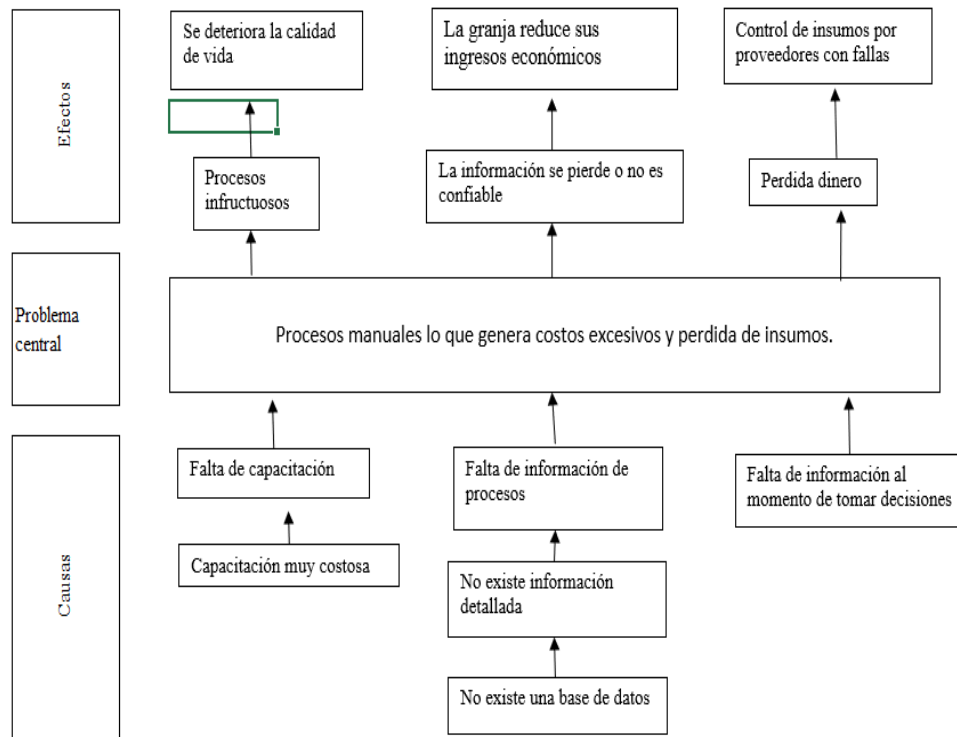 Efectos
Se deteriora la calidad
de vida
La granja reduce sus
ingresos económicos
Control de insumos por
proveedores con fallas
Procesos
infructuosos
La información se pierde o no es
confiable
Perdida dinero
Problema
central
Procesos manuales lo que genera costos excesivos y perdida de insumos.
Causas
Falta de capacitación
Falta de información de
procesos
Falta de información al
momento de tomar decisiones
Capacitación muy costosa
No existe información
detallada
No existe una base de datos